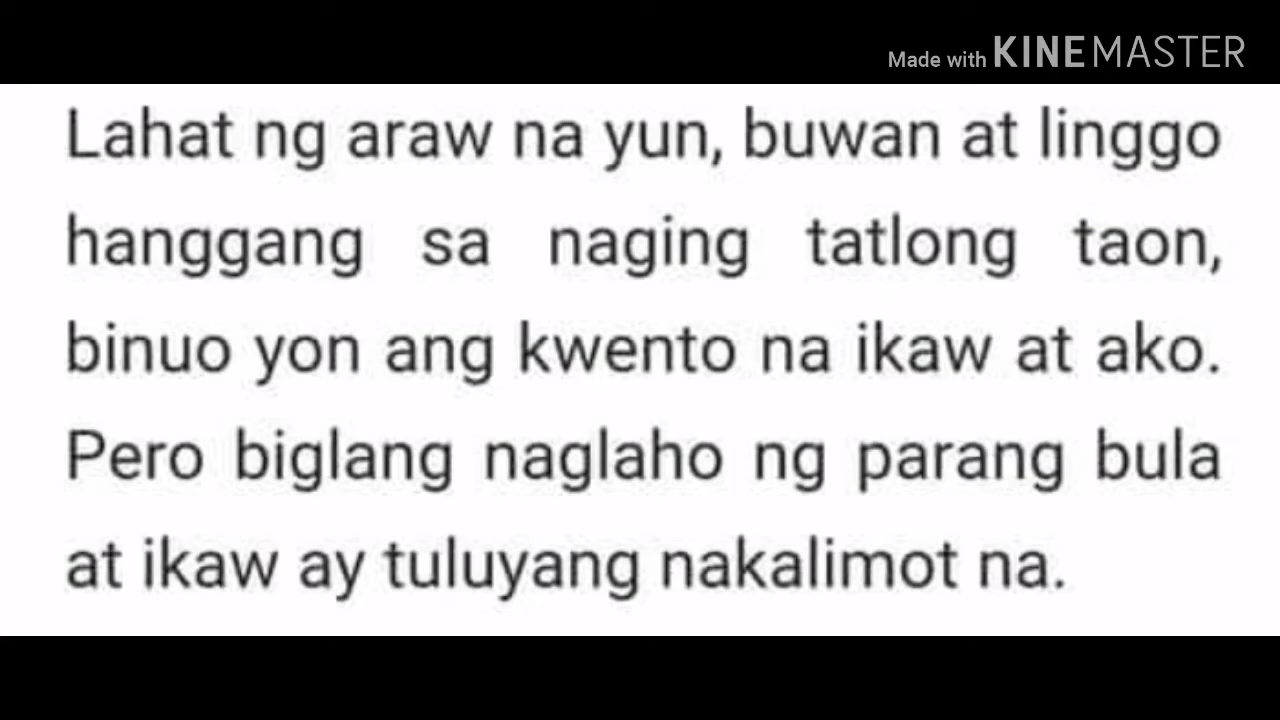 Made with KINEMASTER
Lahat ng araw na yun, buwan at linggo
hanggang sa naging tatlong taon,
binuo yon ang kwento na ikaw at ako.
Pero biglang naglaho ng parang bula
at ikaw ay tuluyang nakalimot na.